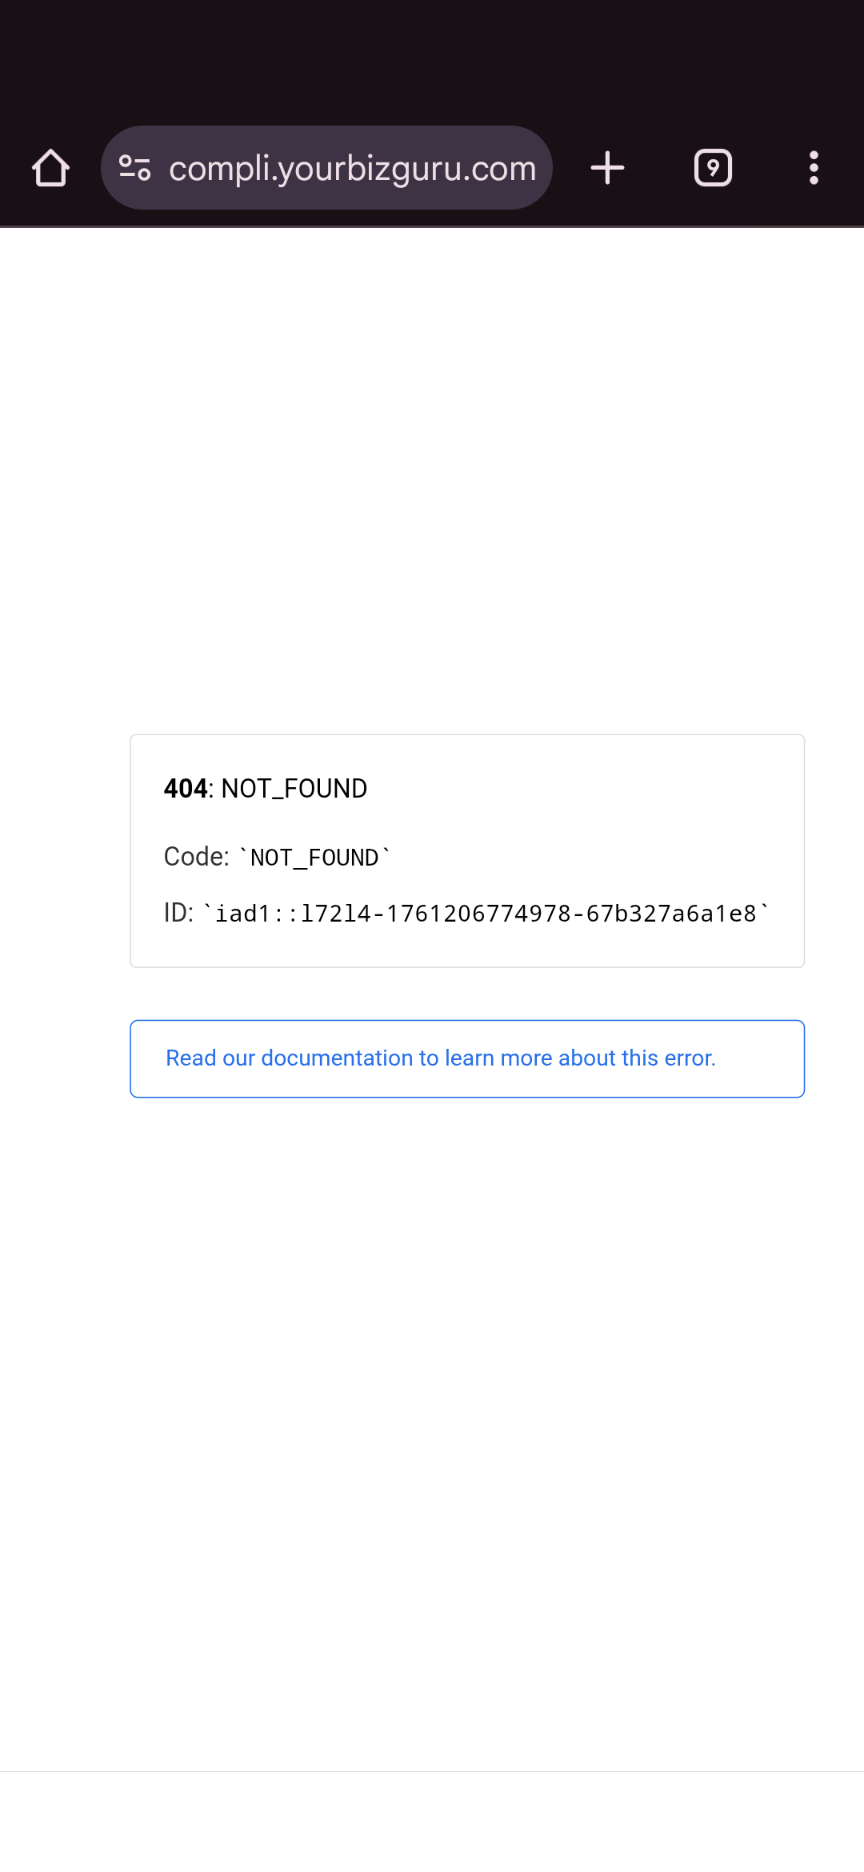 compli.yourbizguru.com
9
404: NOT_FOUND
Code: `NOT_FOUND`
ID: `iad1::l72l4-1761206774978-67b327a6a1e8`
Read our documentation to learn more about this error.